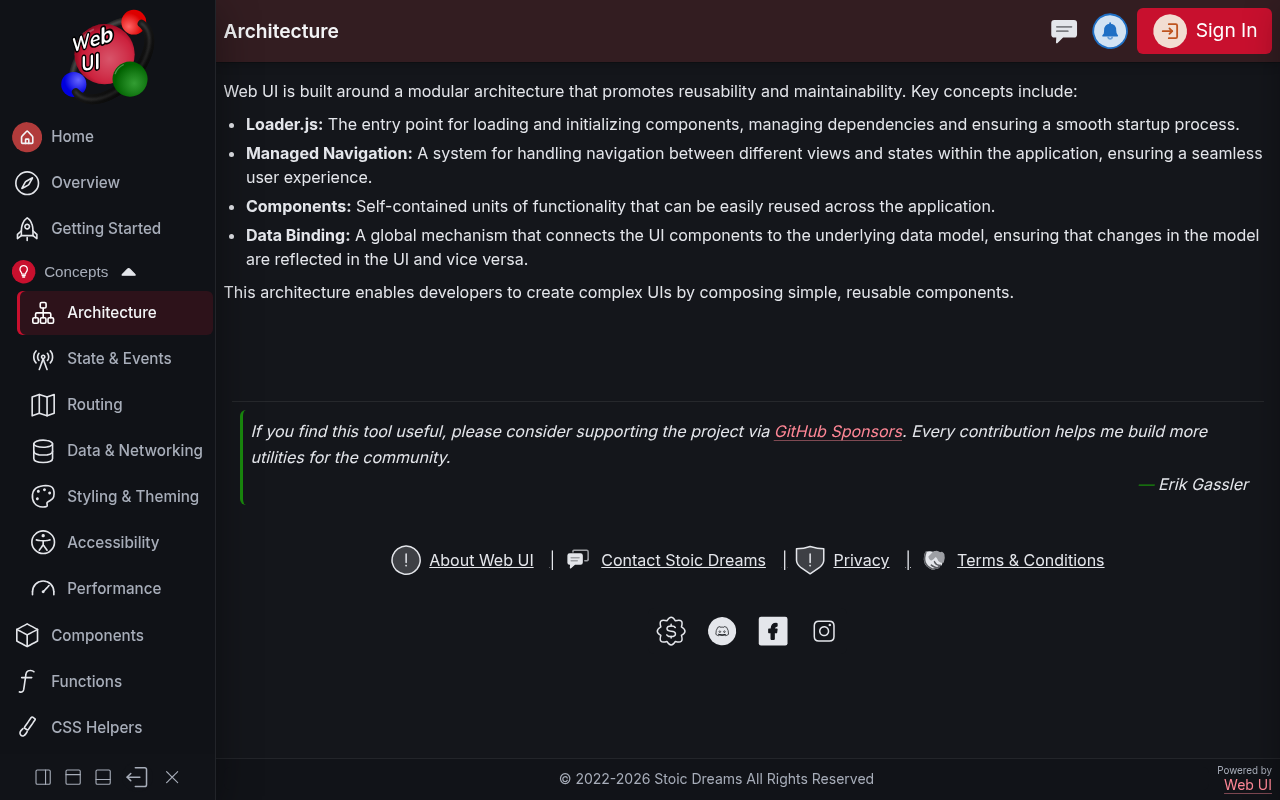 Web
UI
Home
Overview
Getting Started
Concepts
Architecture
State & Events
Routing
Data & Networking
Styling & Theming
Accessibility
Performance
Components
Functions
CSS Helpers
Architecture
Sign In
Web UI is built around a modular architecture that promotes reusability and maintainability. Key concepts include:
• Loader.js: The entry point for loading and initializing components, managing dependencies and ensuring a smooth startup process.
• Managed Navigation: A system for handling navigation between different views and states within the application, ensuring a seamless
user experience.
• Components: Self-contained units of functionality that can be easily reused across the application.
• Data Binding: A global mechanism that connects the UI components to the underlying data model, ensuring that changes in the model
are reflected in the UI and vice versa.
This architecture enables developers to create complex UIs by composing simple, reusable components.
If you find this tool useful, please consider supporting the project via GitHub Sponsors. Every contribution helps me build more
utilities for the community.
— Erik Gassler
About Web UI | Contact Stoic Dreams | Privacy | Terms & Conditions
© 2022-2026 Stoic Dreams All Rights Reserved
Powered by
Web UI